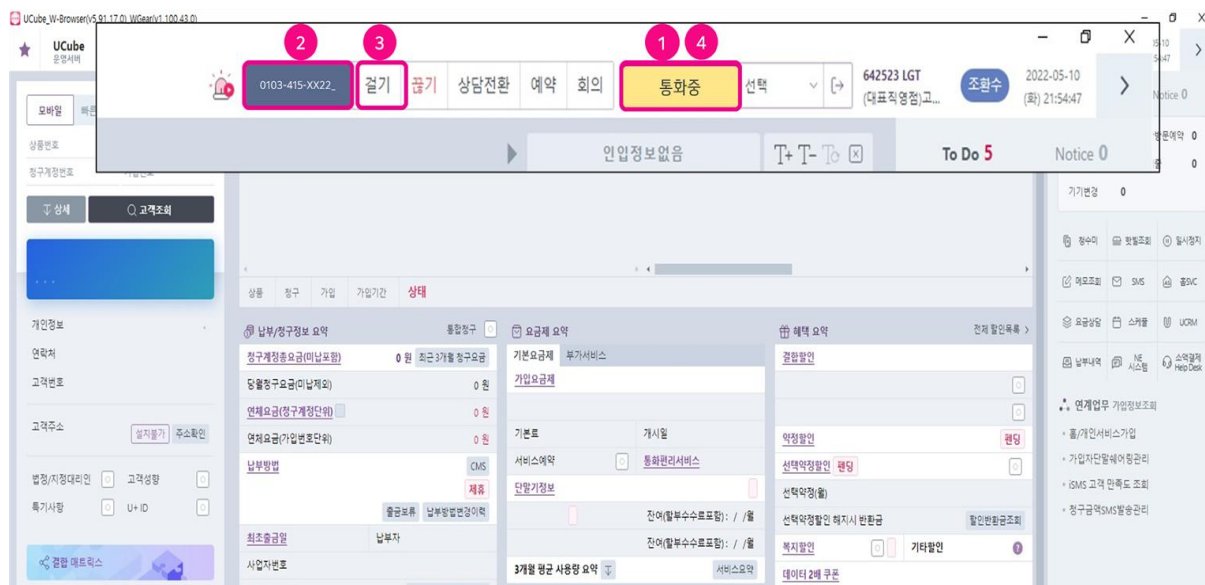 UCube_W-Browser(v5.91.17.0)_WGear(v1.100.43.0)
UCube
운영서버
2 3 1 4
0103-415-XX22_ 걸기 끊기 상담전환 예약 회의 통화중 선택
642523 LGT
(대표직영점)고...
조환수
2022-05-10
(화) 21:54:47
인입정보없음 T+ T- To Do 5 Notice 0
Notice 0
모바일
상품번호
청구계정번호
상세 고객조회
...
개인정보
연락처
고객번호
고객주소 설치불가 주소확인
법정/지정대리인 고객성향
특기사항 U+ ID
결합 매트릭스
상품 청구 가입 가입기간 상태
납부/청구정보 요약 통합청구
청구계정총요금(미납포함) 0 원 최근 3개월 청구요금
당월청구요금(미납제외) 0 원
연체요금(청구계정단위) 0 원
연체요금(가입번호단위) 0 원
납부방법 CMS
제휴
출금보류 납부방법변경이력
최초출금일 납부자
사업자번호
요금제 요약
기본요금제 부가서비스
가입요금제
기본료 개시일
서비스예약 통화편리서비스
단말기정보
잔여(할부수수료포함) : / /월
잔여(할부수수료포함) : / /월
3개월 평균 사용량 요약 서비스요약
혜택 요약 전체 할인목록 >
결합할인
약정할인 펜딩
선택약정할인 펜딩
선택약정(월)
선택약정할인 해지시 반환금 할인반환금조회
복지할인 기타할인
데이터 2배 쿠폰
방문예약 0
0
기기변경 0
청수미 핫빌조회 일시정지
메모조회 SMS 홈SVC
요금상담 스케줄 UCRM
납부내역 NE 시스템 소액결제 Help Desk
연계업무 가입정보조회
홈/개인서비스가입
가입자단말쉐어링관리
iSMS 고객 만족도 조회
청구금액SMS발송관리